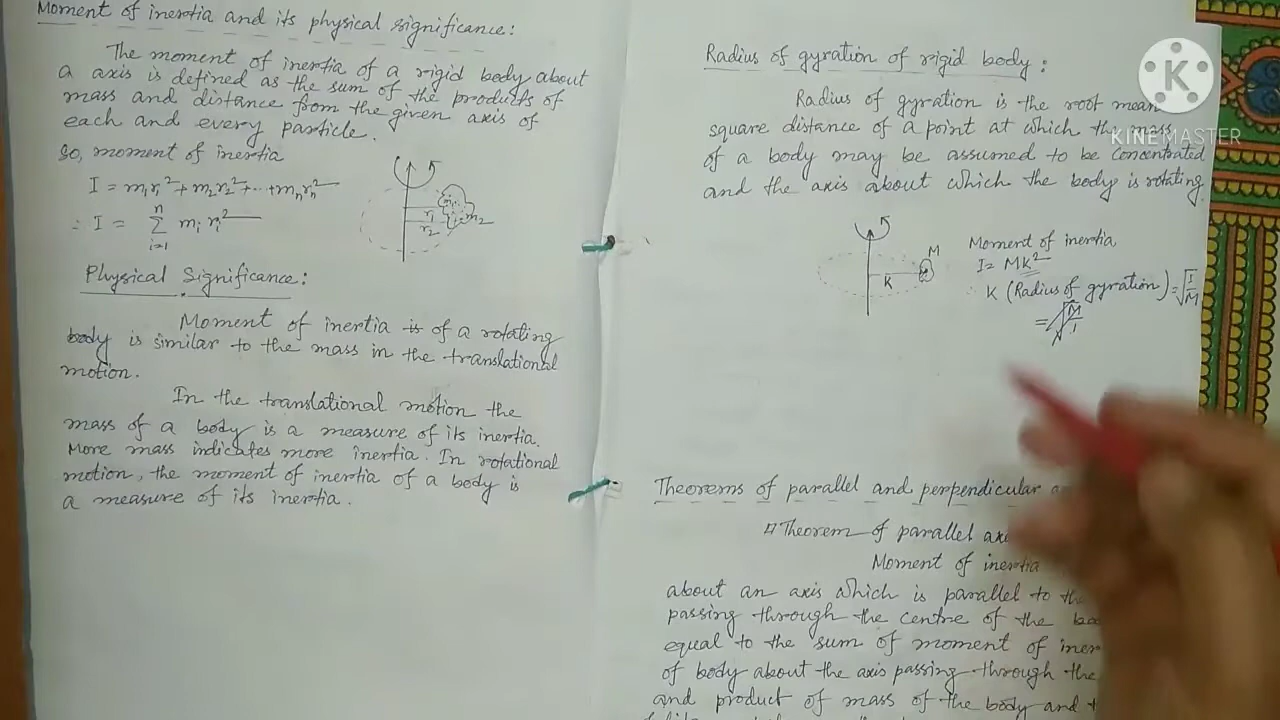 Moment of inertia and its physical significance:
The moment of inertia of a rigid body about
a axis is defined as the sum of the products of
mass and distance from the given axis of
each and every particle.
So, moment of inertia
I = m₁r₁² + m₂r₂² + ·· + mₙrₙ²
∴ I = n∑i=1 mᵢ rᵢ²
m₁
r₁
m₂
r₂
Physical Significance:
Moment of inertia is of a rotating
body is similar to the mass in the translational
motion.
In the translational motion the
mass of a body is a measure of its inertia.
More mass indicates more inertia. In rotational
motion, the moment of inertia of a body is
a measure of its inertia.
Radius of gyration of rigid body:
Radius of gyration is the root mean
square distance of a point at which the mass
of a body may be assumed to be concentrated
and the axis about which the body is rotating.
M
K
Moment of inertia
I = MK²
∴ K (Radius of gyration) = √I/M
=
Theorems of parallel and perpendicular
Theorem of parallel
Moment of inertia
about an axis which is parallel to
passing through the centre of the
equal to the sum of moment of
of body about the axis passing through the
and product of mass of the body and
K
KINEMASTER